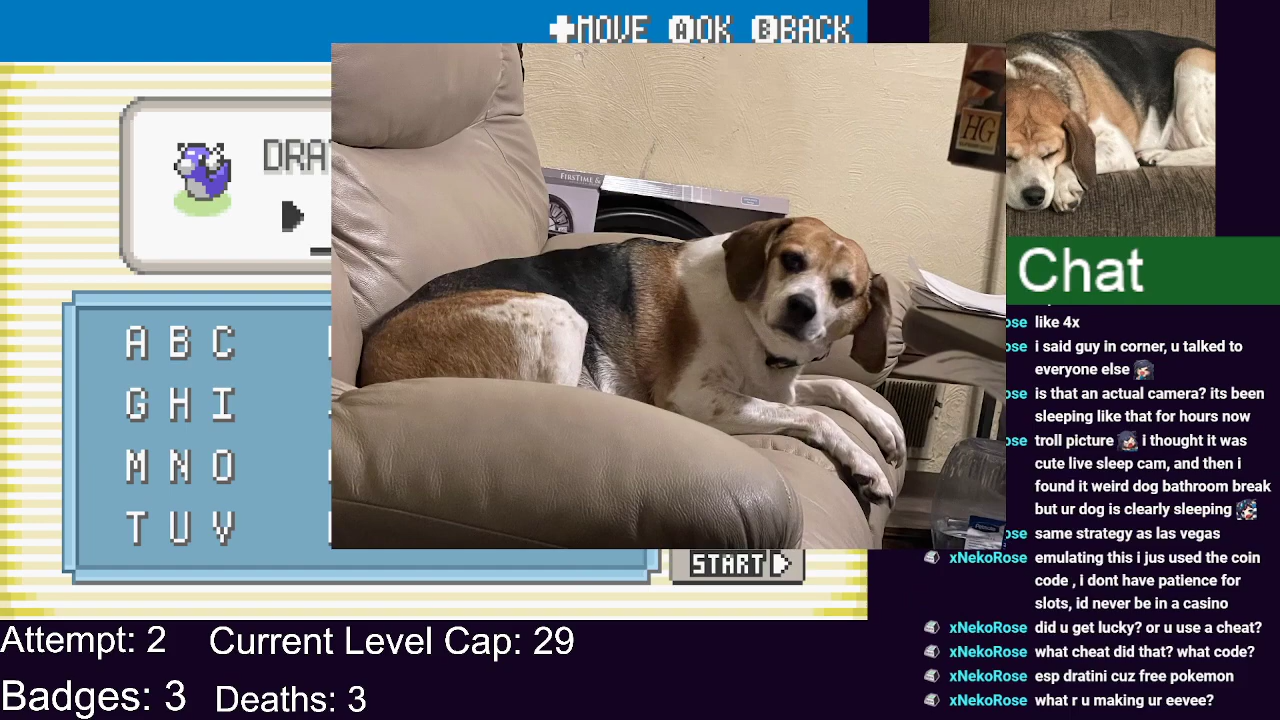 MOVE AOK BBACK
DRA
A B C
G H I
M N O
T U V
START
FIRSTIME &
HG
Chat
ose like 4x
ose i said guy in corner, u talked to
everyone else
ose is that an actual camera? its been
sleeping like that for hours now
ose troll picture i thought it was
cute live sleep cam, and then i
found it weird dog bathroom break
but ur dog is clearly sleeping
ose same strategy as las vegas
xNekoRose emulating this i jus used the coin
code , i dont have patience for
slots, id never be in a casino
xNekoRose did u get lucky? or u use a cheat?
xNekoRose what cheat did that? what code?
xNekoRose esp dratini cuz free pokemon
xNekoRose what r u making ur eevee?
Attempt: 2 Current Level Cap: 29
Badges: 3 Deaths: 3